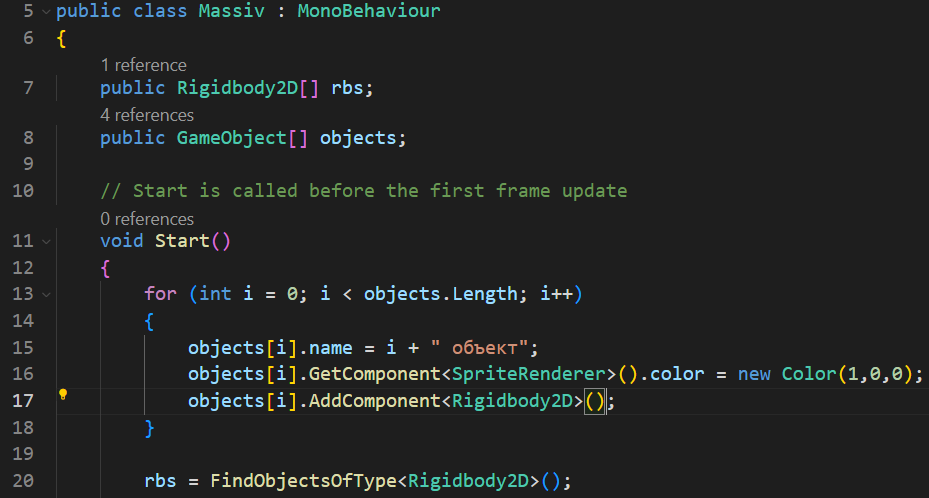 5 public class Massiv : MonoBehaviour
6 {
1 reference
7 public Rigidbody2D[] rbs;
4 references
8 public GameObject[] objects;
9
10 // Start is called before the first frame update
0 references
11 void Start()
12 {
13 for (int i = 0; i < objects.Length; i++)
14 {
15 objects[i].name = i + " объект";
16 objects[i].GetComponent<SpriteRenderer>().color = new Color(1,0,0);
17 objects[i].AddComponent<Rigidbody2D>();
18 }
19
20 rbs = FindObjectsOfType<Rigidbody2D>();